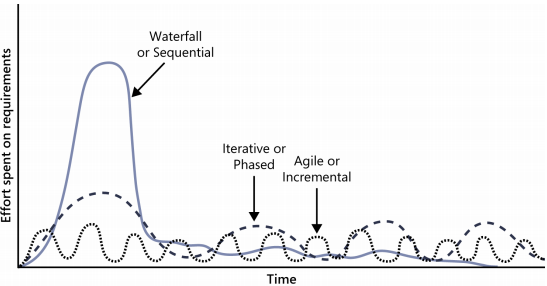 Effort spent on requirements
Waterfall
or Sequential
Iterative or
Phased
Agile or
Incremental
Time